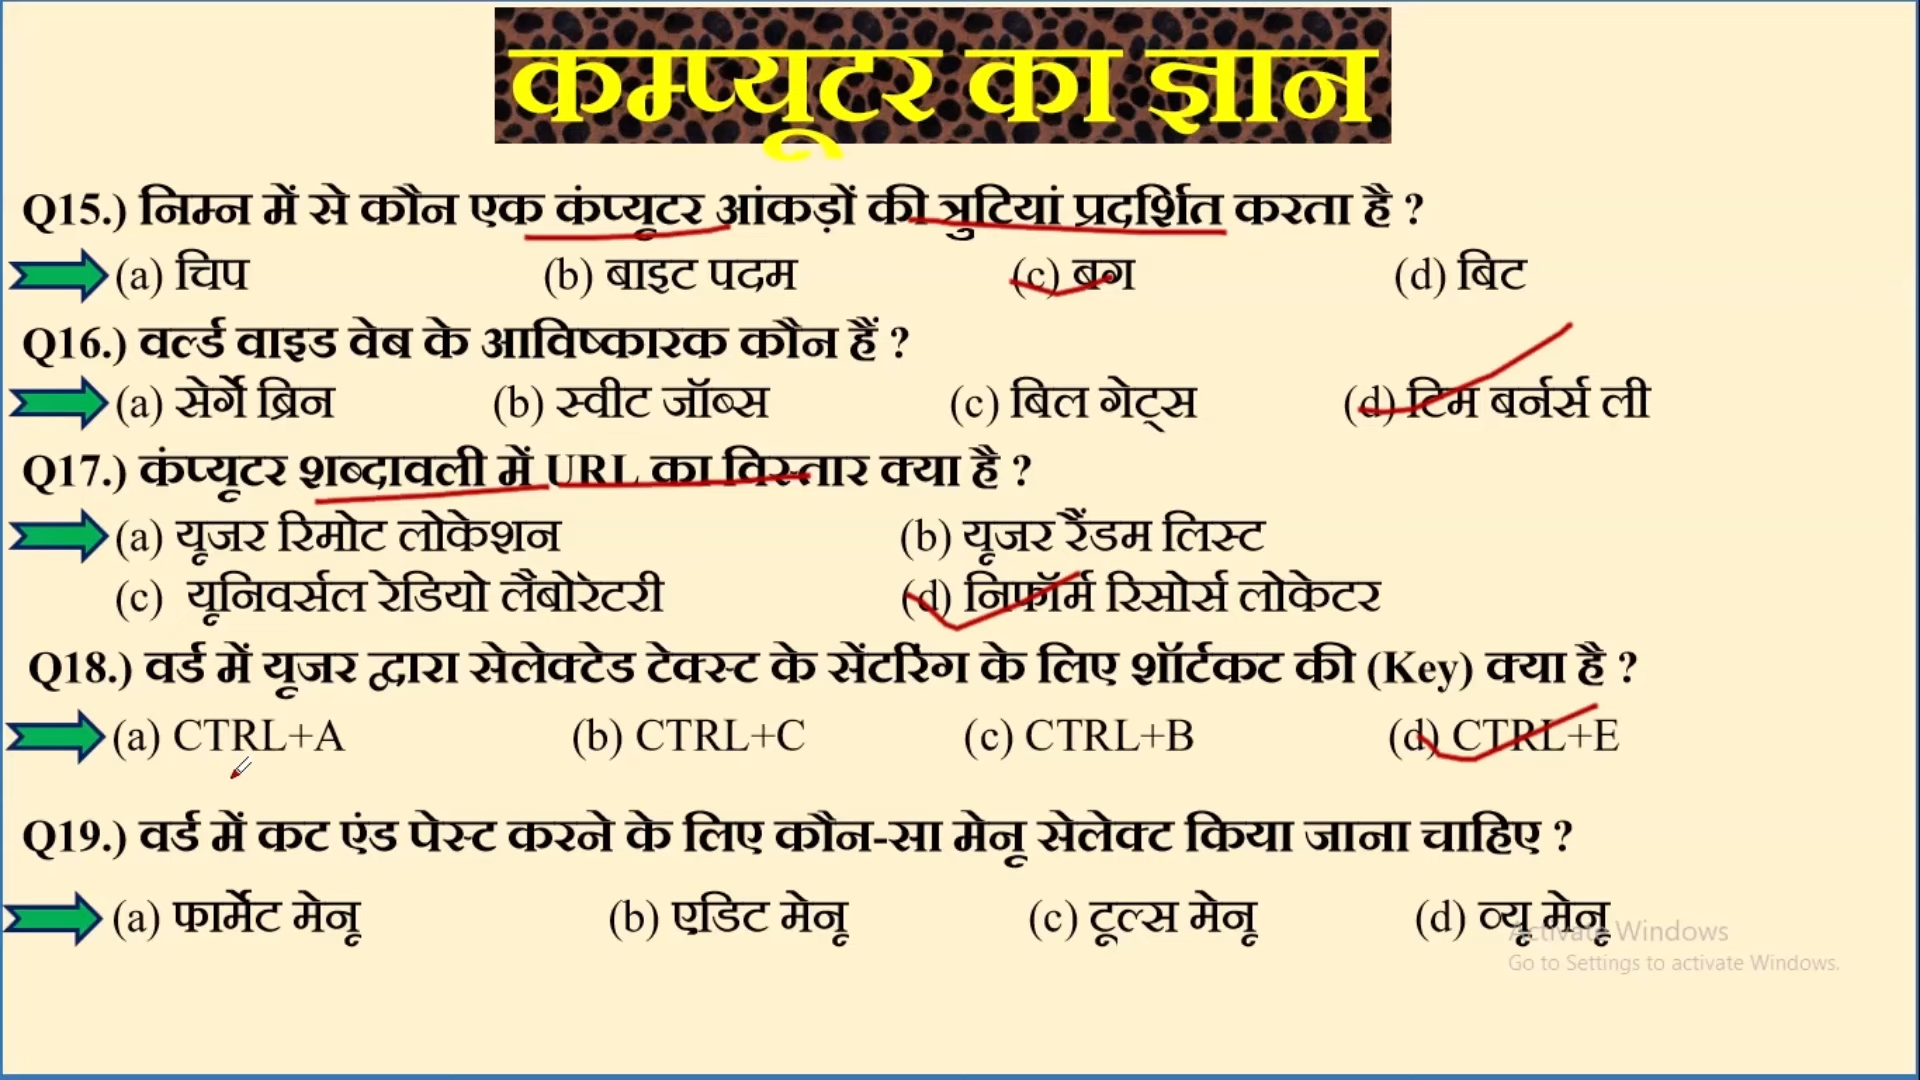 कम्प्यूटर का ज्ञान
Q15.) निम्न में से कौन एक कंप्यूटर आंकड़ों की त्रुटियां प्रदर्शित करता है ?
(a) चिप (b) बाइट पदम (c) बग (d) बिट
Q16.) वर्ल्ड वाइड वेब के आविष्कारक कौन हैं ?
(a) सेर्गे ब्रिन (b) स्वीट जॉब्स (c) बिल गेट्स (d) टिम बर्नर्स ली
Q17.) कंप्यूटर शब्दावली में URL का विस्तार क्या है ?
(a) यूजर रिमोट लोकेशन (b) यूजर रैंडम लिस्ट
(c) यूनिवर्सल रेडियो लैबोरेटरी (d) निफॉर्म रिसोर्स लोकेटर
Q18.) वर्ड में यूजर द्वारा सेलेक्टेड टेक्स्ट के सेंटरिंग के लिए शॉर्टकट की (Key) क्या है ?
(a) CTRL+A (b) CTRL+C (c) CTRL+B (d) CTRL+E
Q19.) वर्ड में कट एंड पेस्ट करने के लिए कौन-सा मेनू सेलेक्ट किया जाना चाहिए ?
(a) फार्मेट मेनू (b) एडिट मेनू (c) टूल्स मेनू (d) व्यू मेनू
Activate Windows
Go to Settings to activate Windows.